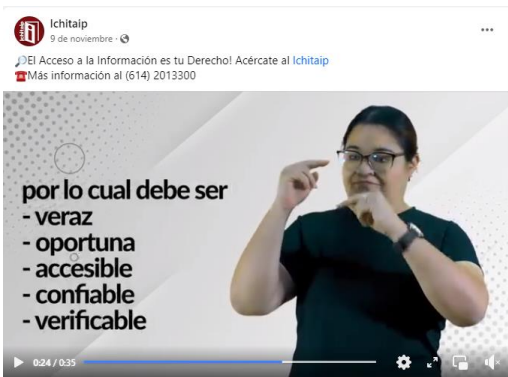 Ichitaip
9 de noviembre ·
El Acceso a la Información es tu Derecho! Acércate al Ichitaip
Más información al (614) 2013300
por lo cual debe ser
- veraz
- oportuna
- accesible
- confiable
- verificable
0:24 / 0:35